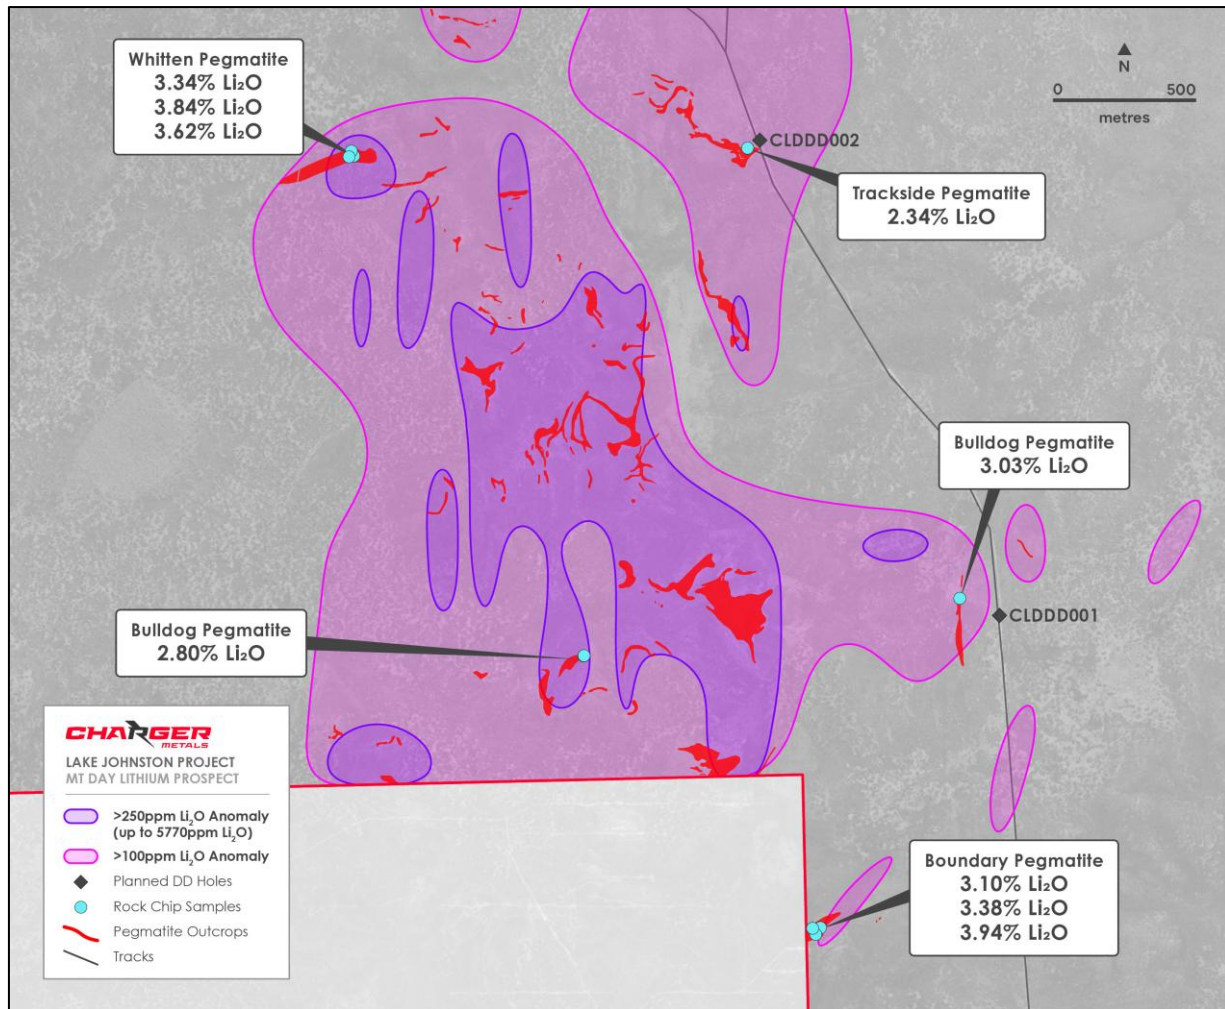 Whitten Pegmatite
3.34% Li₂O
3.84% Li₂O
3.62% Li₂O
N
0 500
metres
CLDDD002
Trackside Pegmatite
2.34% Li₂O
Bulldog Pegmatite
3.03% Li₂O
CLDDD001
Bulldog Pegmatite
2.80% Li₂O
CHARGER
METALS
LAKE JOHNSTON PROJECT
MT DAY LITHIUM PROSPECT
>250ppm Li₂O Anomaly
(up to 5770ppm Li₂O)
>100ppm Li₂O Anomaly
Planned DD Holes
Rock Chip Samples
Pegmatite Outcrops
Tracks
Boundary Pegmatite
3.10% Li₂O
3.38% Li₂O
3.94% Li₂O